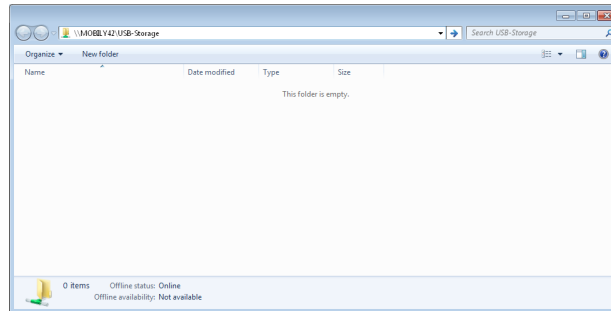 \\MOBILY42\USB-Storage
Search USB-Storage
Organize
New folder
Name Date modified Type Size
This folder is empty.
0 items Offline status: Online
Offline availability: Not available